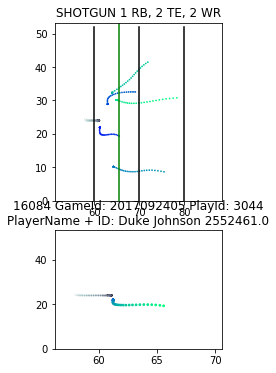 SHOTGUN 1 RB, 2 TE, 2 WR
50
40
30
20
10
0
60 70 80
16084 GameId: 2017092405 PlayId: 3044
PlayerName + ID: Duke Johnson 2552461.0
40
20
0
60 65 70